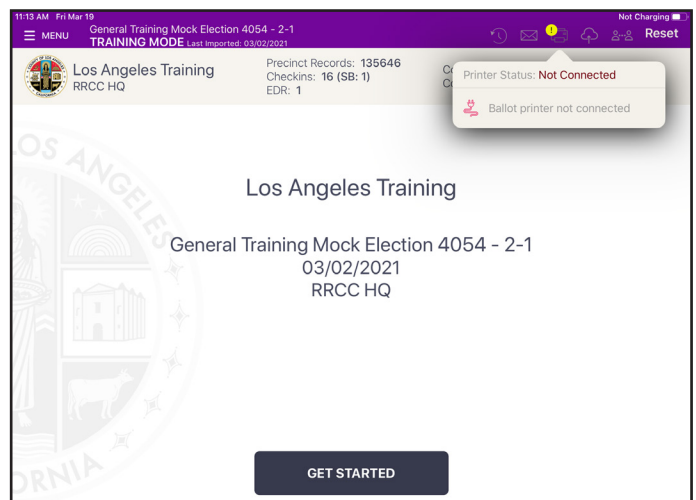 11:13 AM Fri Mar 19
Not Charging
MENU
General Training Mock Election 4054 - 2-1
TRAINING MODE Last Imported: 03/02/2021
Reset
Los Angeles Training
RRCC HQ
Precinct Records: 135646
Checkins: 16 (SB: 1)
EDR: 1
Printer Status: Not Connected
Ballot printer not connected
Los Angeles Training
General Training Mock Election 4054 - 2-1
03/02/2021
RRCC HQ
GET STARTED
LOS ANGELES